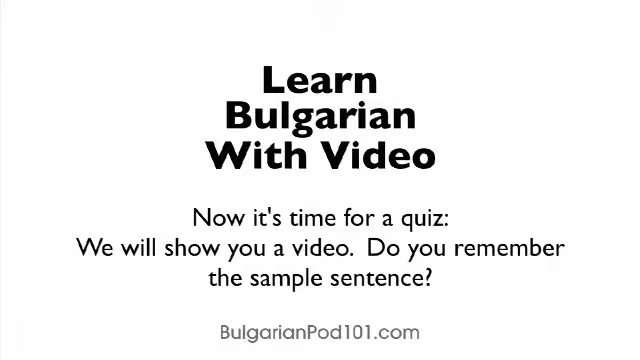 Learn
Bulgarian
With Video
Now it's time for a quiz:
We will show you a video.  Do you remember
the sample sentence?
BulgarianPod101.com